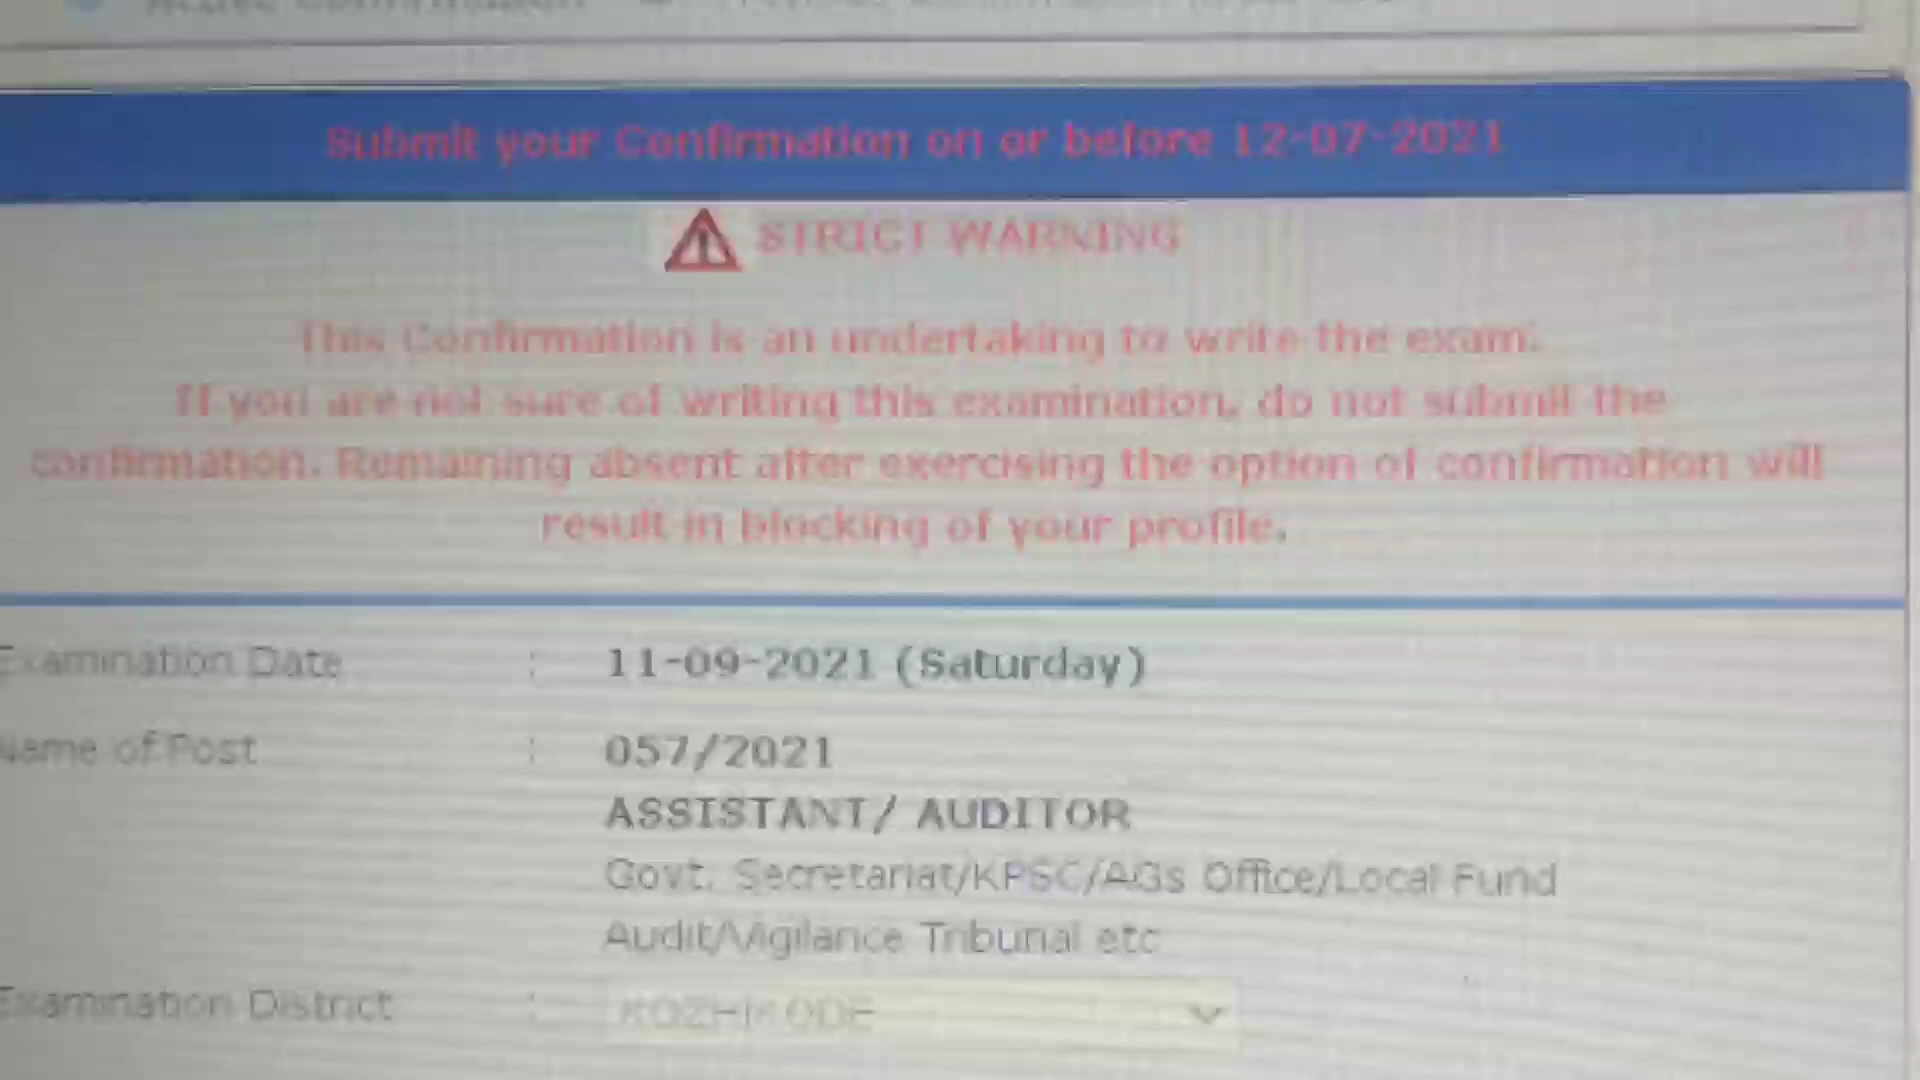 Submit your Confirmation on or before 12-07-2021
STRICT WARNING
This Confirmation is an undertaking to write the exam.
If you are not sure of writing this examination, do not submit the
confirmation. Remaining absent after exercising the option of confirmation will
result in blocking of your profile.
Examination Date : 11-09-2021 (Saturday)
Name of Post : 057/2021
ASSISTANT/ AUDITOR
Govt. Secretariat/KPSC/AGs Office/Local Fund
Audit/Vigilance Tribunal etc
Examination District : KOZHIKODE